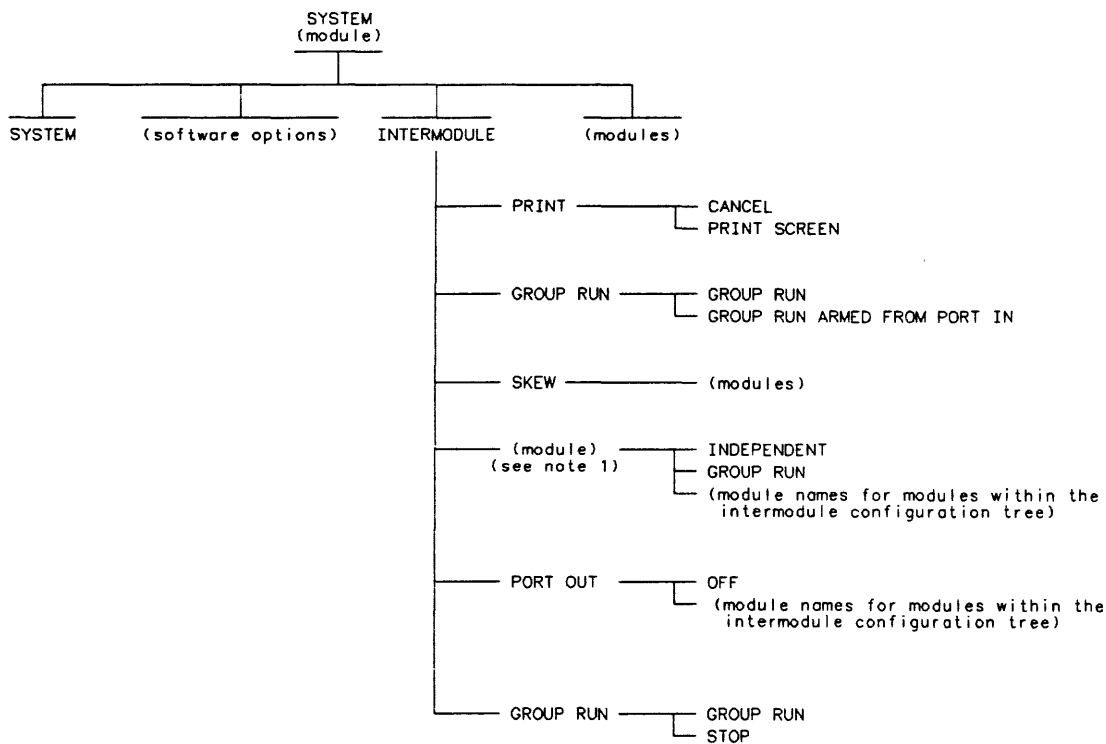 SYSTEM
(module)
SYSTEM
(software options)
INTERMODULE
(modules)
PRINT
CANCEL
PRINT SCREEN
GROUP RUN
GROUP RUN
GROUP RUN ARMED FROM PORT IN
SKEW
(modules)
(module)
(see note 1)
INDEPENDENT
GROUP RUN
(module names for modules within the
intermodule configuration tree)
PORT OUT
OFF
(module names for modules within the
intermodule configuration tree)
GROUP RUN
GROUP RUN
STOP